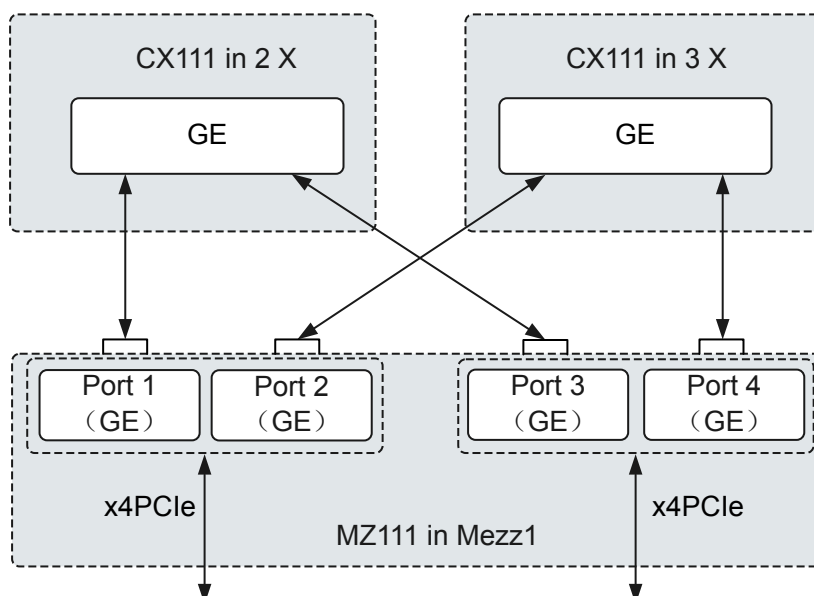 CX111 in 2 X
CX111 in 3 X
GE
GE
Port 1
（GE）
Port 2
（GE）
Port 3
（GE）
Port 4
（GE）
x4PCIe
x4PCIe
MZ111 in Mezz1